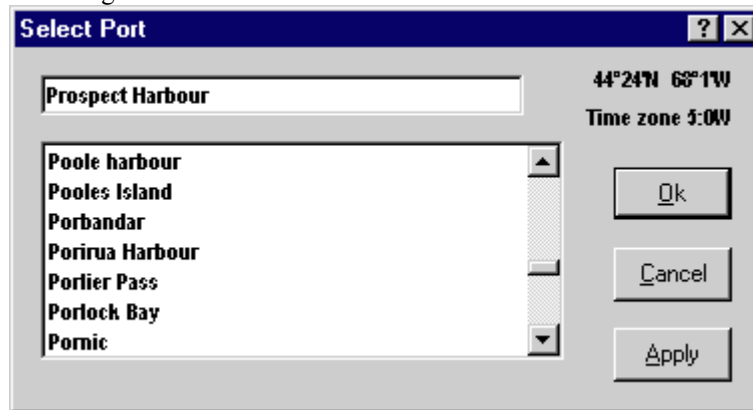 Select Port
Prospect Harbour
44°24'N 68°1'W
Time zone 5:0W
Poole harbour
Pooles Island
Porbandar
Porirua Harbour
Porlier Pass
Porlock Bay
Pornic
Ok
Cancel
Apply